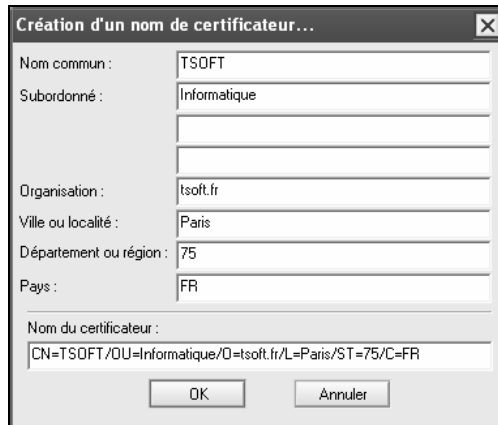 Création d'un nom de certificateur...
Nom commun : TSOFT
Subordonné : Informatique
Organisation : tsoft.fr
Ville ou localité : Paris
Département ou région : 75
Pays : FR
Nom du certificateur :
CN=TSOFT/OU=Informatique/O=tsoft.fr/L=Paris/ST=75/C=FR
OK Annuler